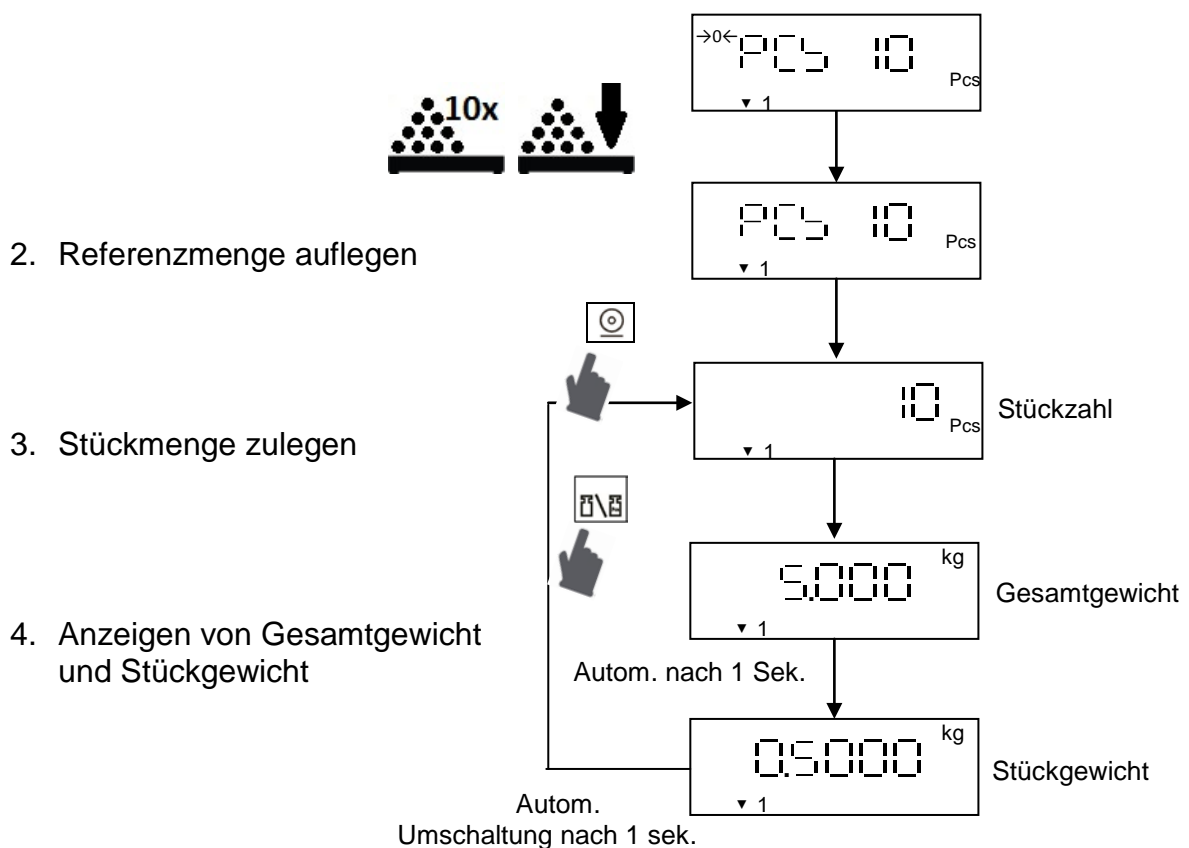 →0← PCS 10 Pcs
▼ 1
10x
PCS 10 Pcs
▼ 1
2. Referenzmenge auflegen
10 Pcs
▼ 1
Stückzahl
3. Stückmenge zulegen
5.000 kg
▼ 1
Gesamtgewicht
4. Anzeigen von Gesamtgewicht
und Stückgewicht
Autom. nach 1 Sek.
0.5000 kg
▼ 1
Stückgewicht
Autom.
Umschaltung nach 1 sek.